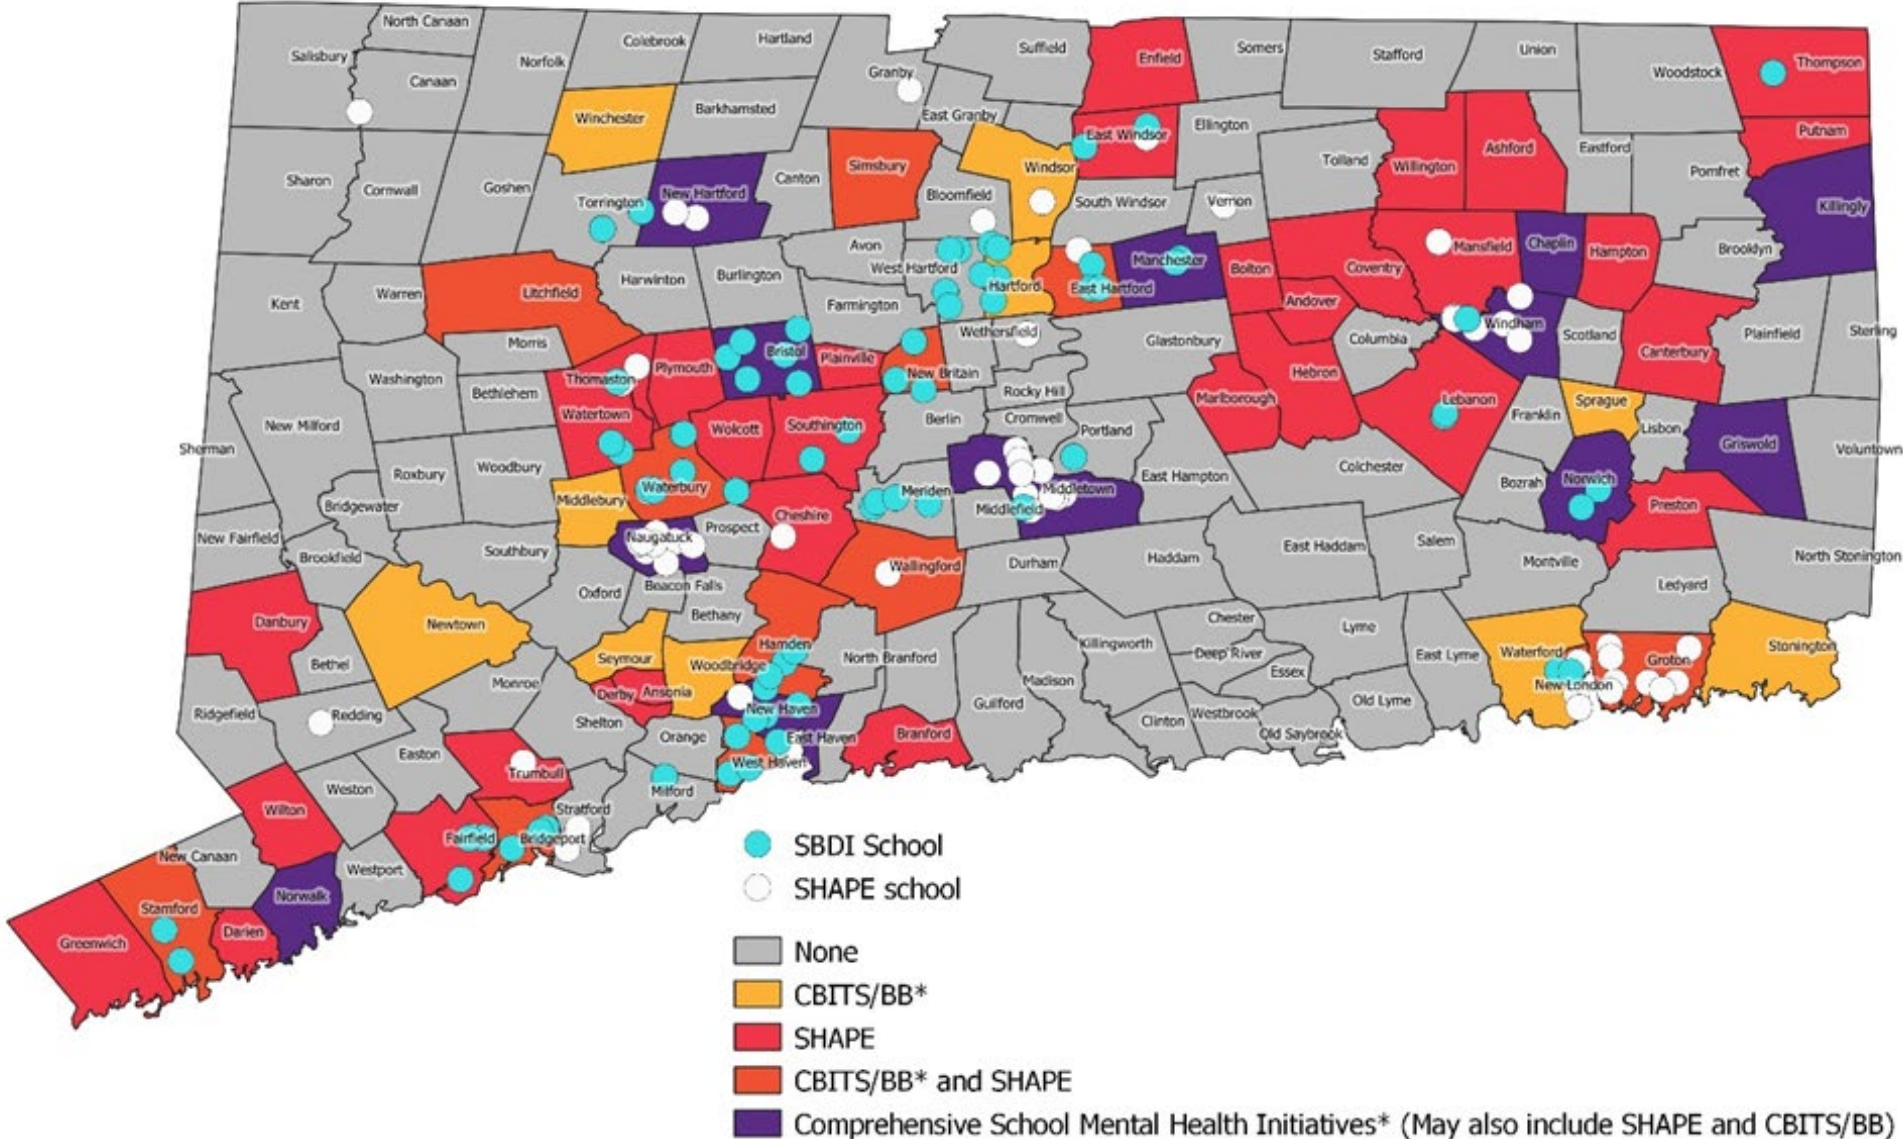 North Canaan
Salisbury
Canaan
Norfolk
Colebrook
Hartland
Granby
Suffield
Enfield
Somers
Stafford
Union
Woodstock
Thompson
Winchester
Barkhamsted
East Granby
East Windsor
Ellington
Tolland
Willington
Ashford
Eastford
Putnam
Pomfret
Sharon
Cornwall
Goshen
Torrington
New Hartford
Canton
Simsbury
Bloomfield
Windsor
South Windsor
Vernon
Killingly
Kent
Warren
Litchfield
Harwinton
Burlington
Avon
West Hartford
Farmington
Hartford
East Hartford
Manchester
Bolton
Coventry
Andover
Mansfield
Chaplin
Hampton
Brooklyn
Morris
Washington
Bethlehem
Thomaston
Watertown
Plymouth
Bristol
Plainville
New Britain
Wethersfield
Rocky Hill
Cromwell
Berlin
Glastonbury
Marlborough
Hebron
Columbia
Windham
Scotland
Canterbury
Plainfield
Sterling
Lebanon
Franklin
Sprague
Lisbon
Griswold
Voluntown
Sherman
New Milford
Roxbury
Woodbury
Bridgewater
Middlebury
Waterbury
Wolcott
Southington
Cheshire
Meriden
Middlefield
Middletown
Portland
East Hampton
Colchester
Bozrah
Norwich
Preston
New Fairfield
Brookfield
Southbury
Naugatuck
Prospect
Beacon Falls
Oxford
Bethany
Wallingford
Durham
Haddam
East Haddam
Salem
Montville
Ledyard
North Stonington
Danbury
Bethel
Newtown
Monroe
Seymour
Woodbridge
Hamden
North Branford
Killingworth
Chester
Deep River
Essex
Lyme
East Lyme
Waterford
New London
Groton
Stonington
Ridgefield
Redding
Easton
Derby
Ansonia
Shelton
Orange
New Haven
East Haven
West Haven
Branford
Guilford
Madison
Clinton
Westbrook
Old Saybrook
Old Lyme
Wilton
Weston
Trumbull
Milford
Stratford
Fairfield
Bridgeport
New Canaan
Westport
Norwalk
Stamford
Darien
Greenwich
SBDI School
SHAPE school
None
CBITS/BB*
SHAPE
CBITS/BB* and SHAPE
Comprehensive School Mental Health Initiatives* (May also include SHAPE and CBITS/BB)